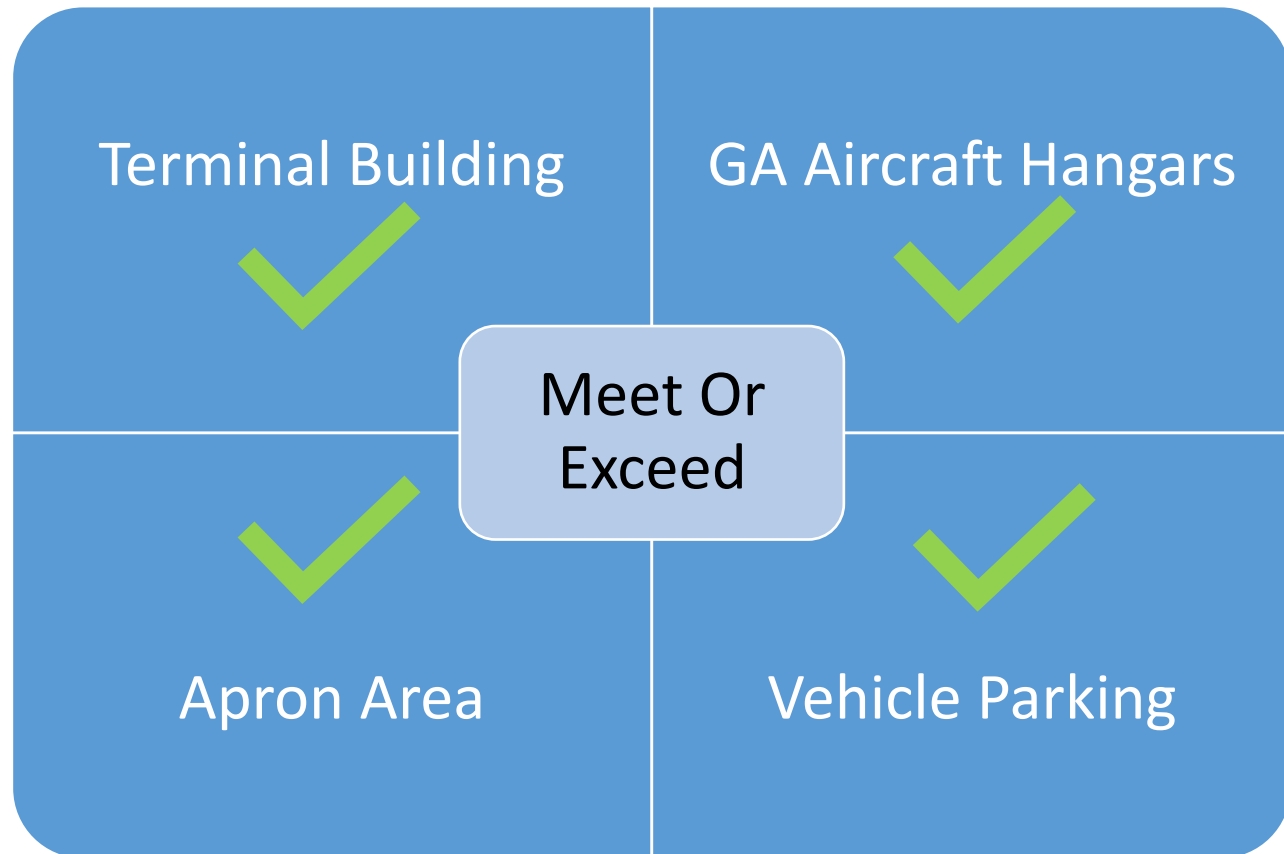 Terminal Building
GA Aircraft Hangars
Meet Or
Exceed
Apron Area
Vehicle Parking